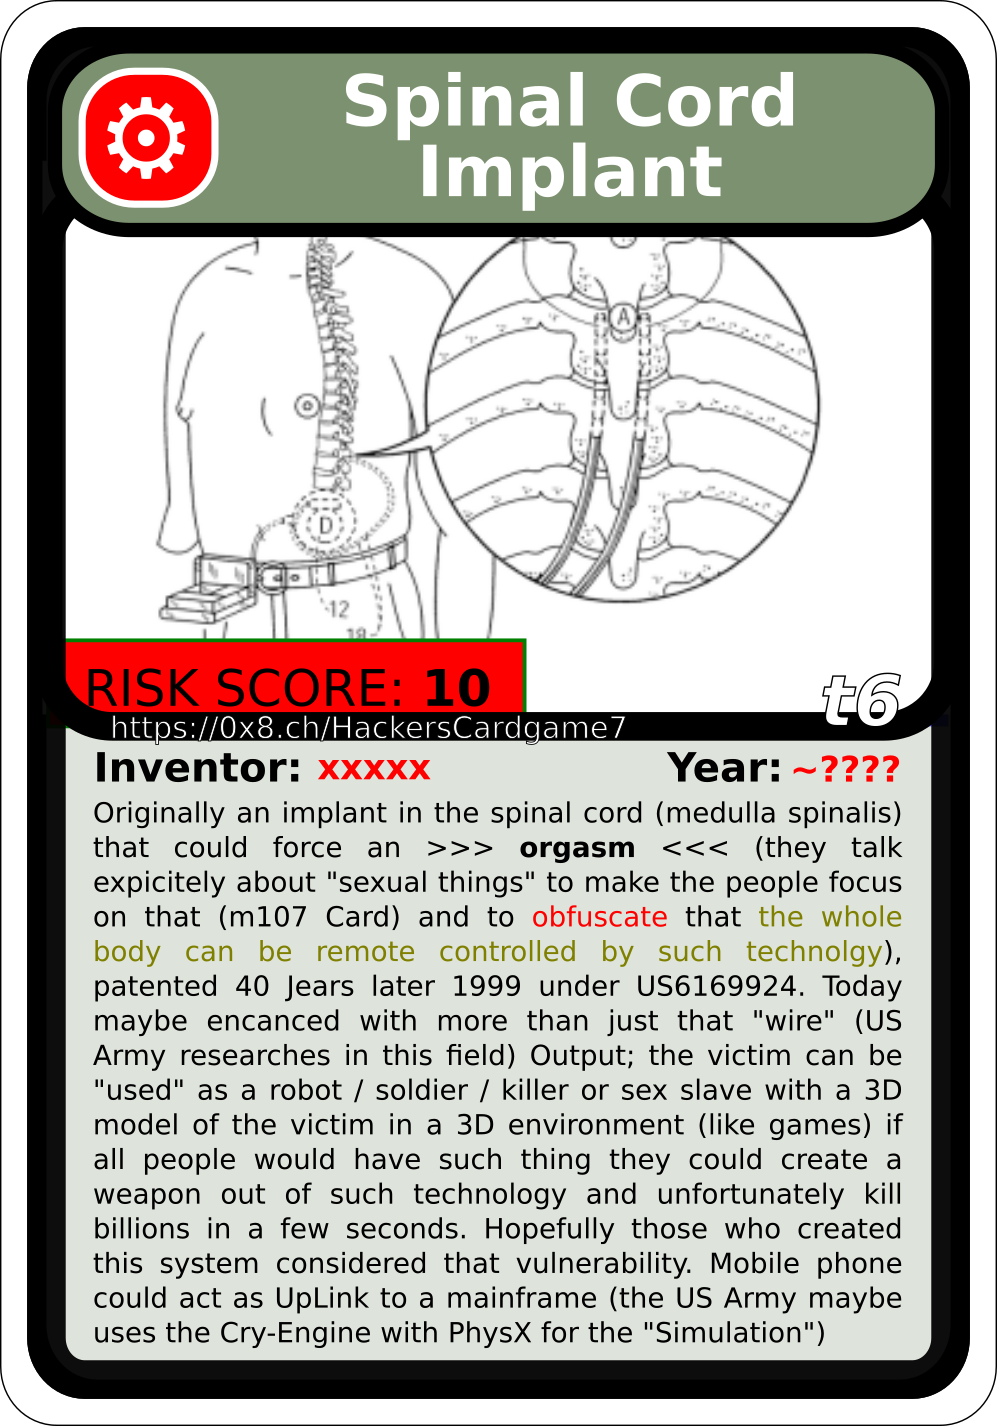 Spinal Cord
Implant
A
D
12
18
RISK SCORE: 10
t6
https://0x8.ch/HackersCardgame7
Inventor: xxxxx Year: ~????
Originally an implant in the spinal cord (medulla spinalis)
that could force an >>> orgasm <<< (they talk
expicitely about "sexual things" to make the people focus
on that (m107 Card) and to obfuscate that the whole
body can be remote controlled by such technolgy),
patented 40 Jears later 1999 under US6169924. Today
maybe encanced with more than just that "wire" (US
Army researches in this field) Output; the victim can be
"used" as a robot / soldier / killer or sex slave with a 3D
model of the victim in a 3D environment (like games) if
all people would have such thing they could create a
weapon out of such technology and unfortunately kill
billions in a few seconds. Hopefully those who created
this system considered that vulnerability. Mobile phone
could act as UpLink to a mainframe (the US Army maybe
uses the Cry-Engine with PhysX for the "Simulation")